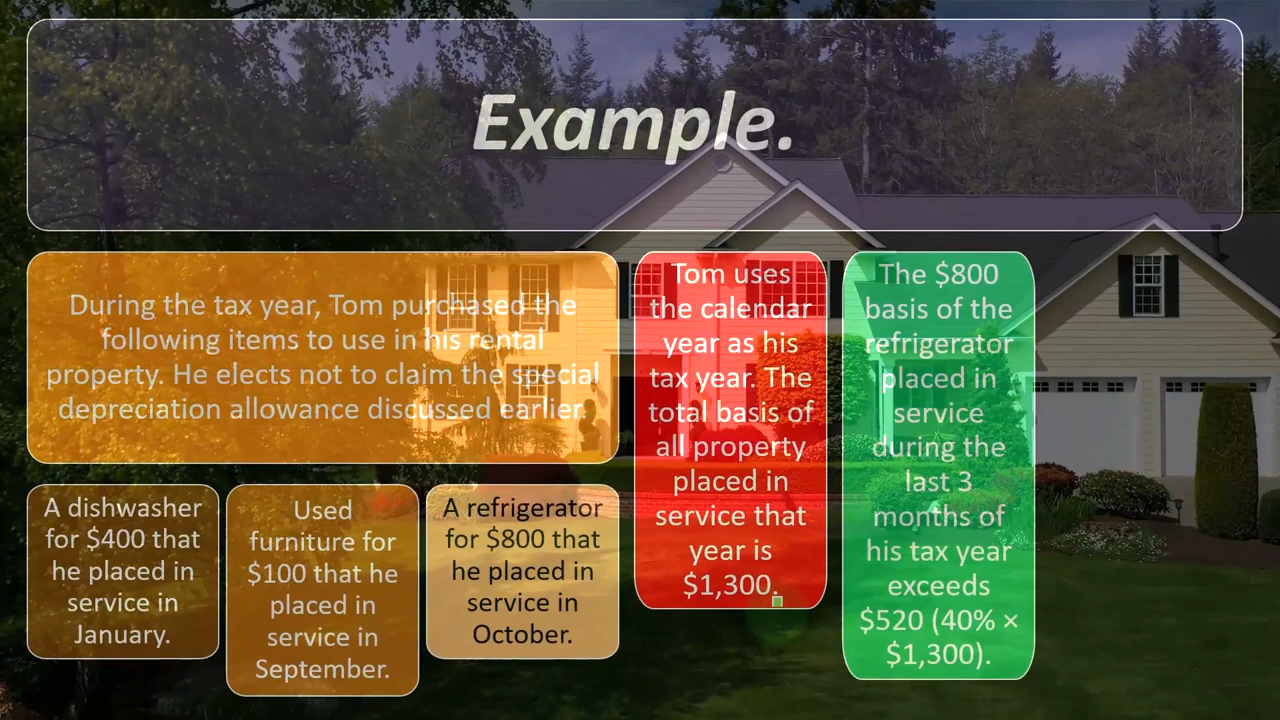 Example.
During the tax year, Tom purchased the
following items to use in his rental
property. He elects not to claim the special
depreciation allowance discussed earlier.
A dishwasher
for $400 that
he placed in
service in
January.
Used
furniture for
$100 that he
placed in
service in
September.
A refrigerator
for $800 that
he placed in
service in
October.
Tom uses
the calendar
year as his
tax year. The
total basis of
all property
placed in
service that
year is
$1,300.
The $800
basis of the
refrigerator
placed in
service
during the
last 3
months of
his tax year
exceeds
$520 (40% ×
$1,300).